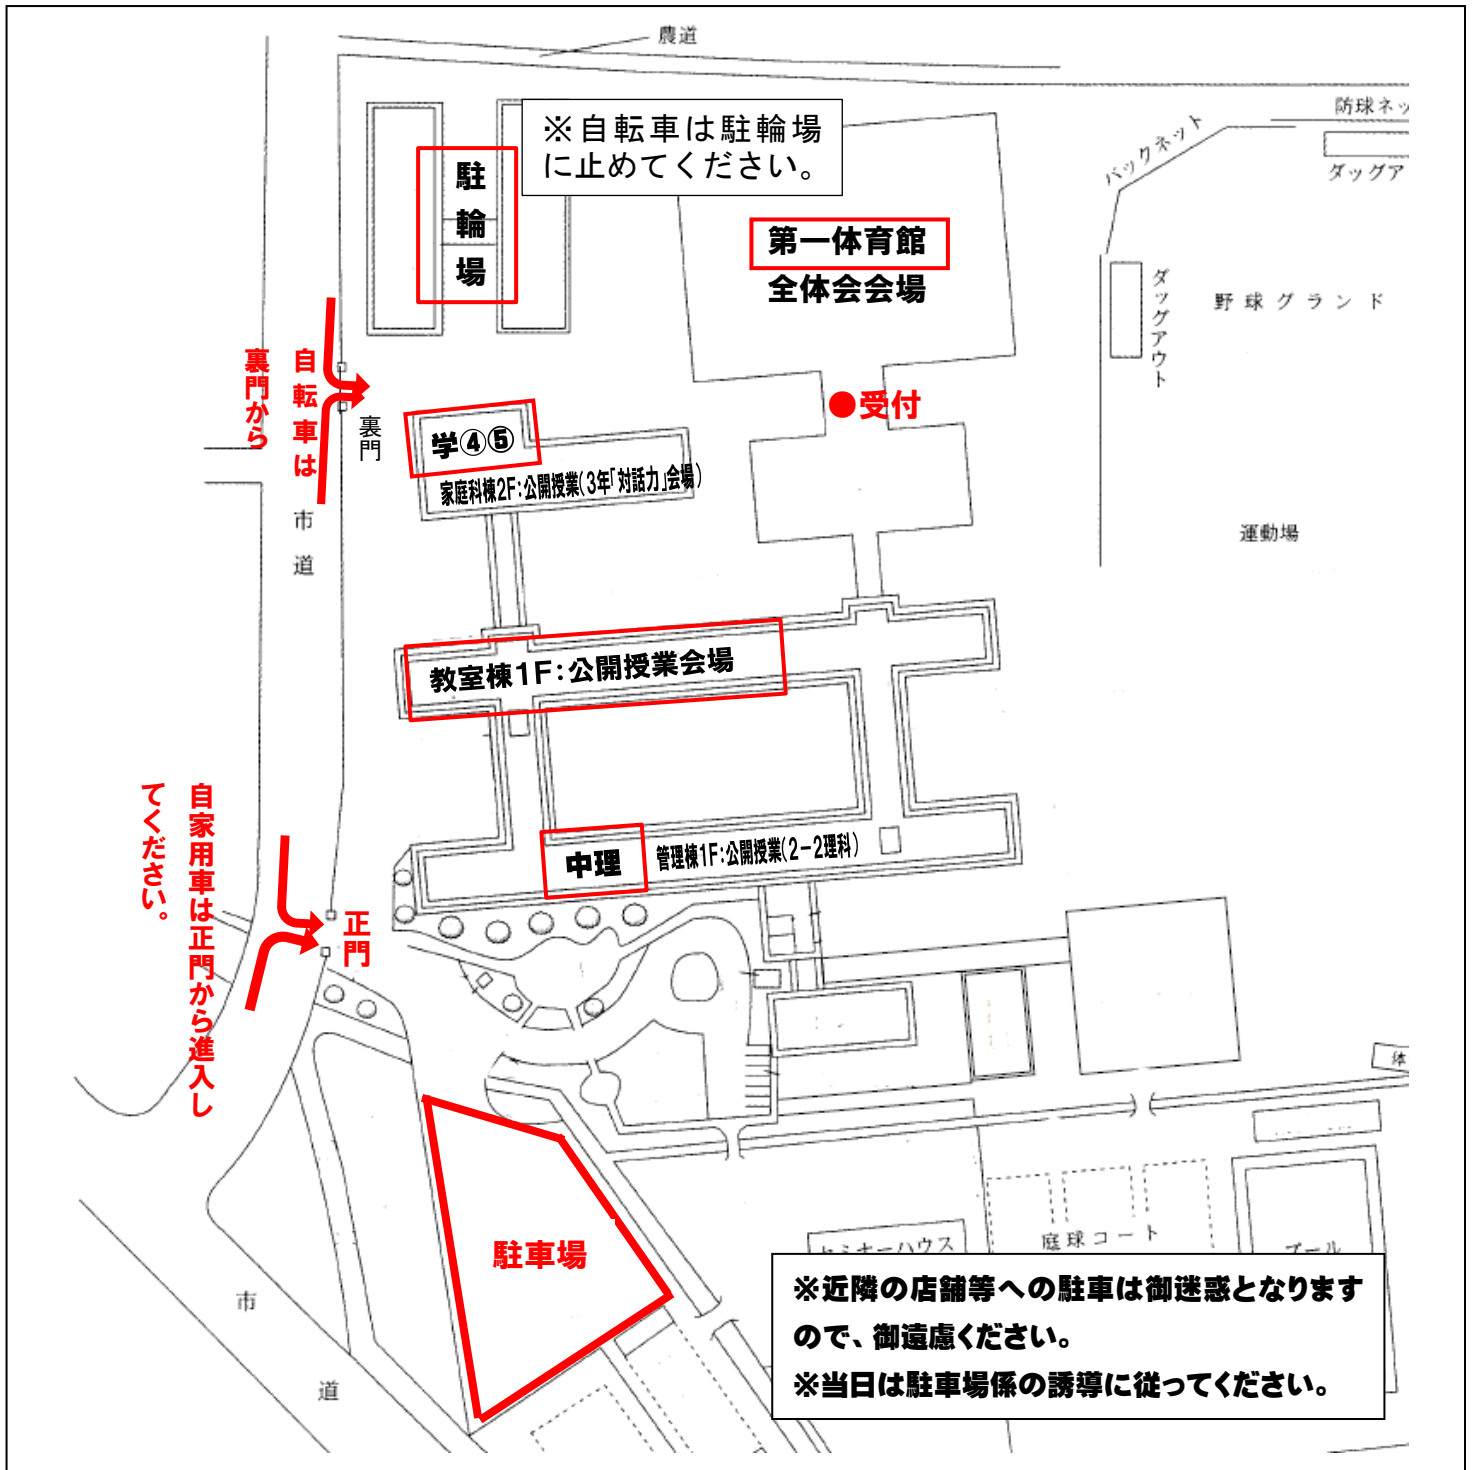 農道
防球ネッ
バックネット
ダッグア
※自転車は駐輪場
に止めてください。
駐輪場
第一体育館
全体会会場
ダッグアウト
野球グランド
自転車は
裏門から
裏門
●受付
学④⑤
家庭科棟2F:公開授業(3年｢対話力｣会場)
市道
運動場
教室棟1F:公開授業会場
自家用車は正門から進入し
てください。
中理
管理棟1F:公開授業(2-2理科)
正門
体
駐車場
セミナーハウス
庭球コート
プール
市道
※近隣の店舗等への駐車は御迷惑となります
ので、御遠慮ください。
※当日は駐車場係の誘導に従ってください。